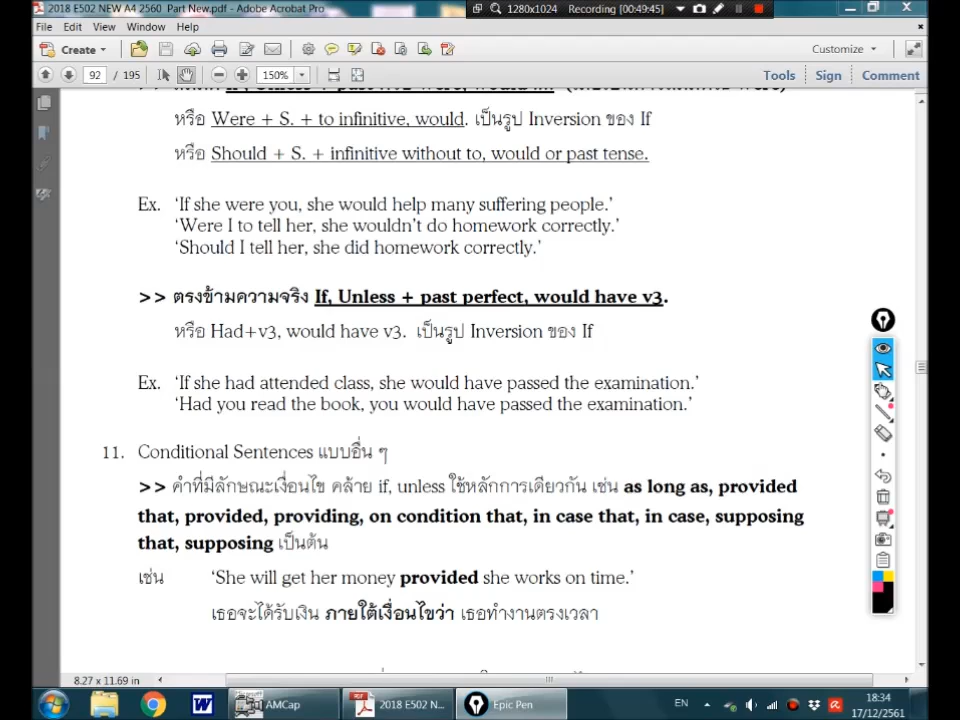 2018 E502 NEW A4 2560 Part New.pdf - Adobe Acrobat Pro
1280x1024 Recording [00:49:45]
File Edit View Window Help
Create Customize
92 / 195 150% Tools Sign Comment
หรือ Were + S. + to infinitive, would. เป็นรูป Inversion ของ If
หรือ Should + S. + infinitive without to, would or past tense.
Ex. ‘If she were you, she would help many suffering people.’
‘Were I to tell her, she wouldn’t do homework correctly.’
‘Should I tell her, she did homework correctly.’
>> ตรงข้ามความจริง If, Unless + past perfect, would have v3.
หรือ Had+v3, would have v3. เป็นรูป Inversion ของ If
Ex. ‘If she had attended class, she would have passed the examination.’
‘Had you read the book, you would have passed the examination.’
11. Conditional Sentences แบบอื่น ๆ
>> คำที่มีลักษณะเงื่อนไข คล้าย if, unless ใช้หลักการเดียวกัน เช่น as long as, provided
that, provided, providing, on condition that, in case that, in case, supposing
that, supposing เป็นต้น
เช่น ‘She will get her money provided she works on time.’
เธอจะได้รับเงิน ภายใต้เงื่อนไขว่า เธอทำงานตรงเวลา
8.27 x 11.69 in
AMCap 2018 E502 N... Epic Pen EN 18:34
17/12/2561